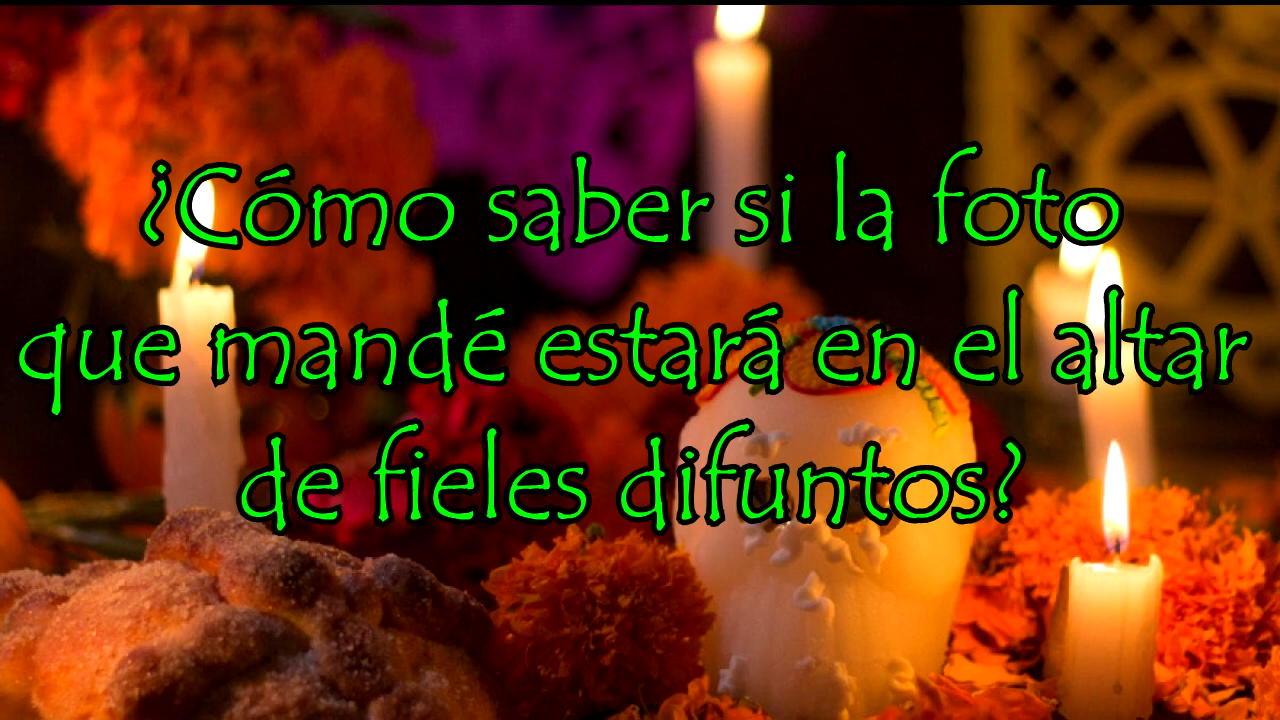 ¿Cómo saber si la foto
que mandé estará en el altar
de fieles difuntos?